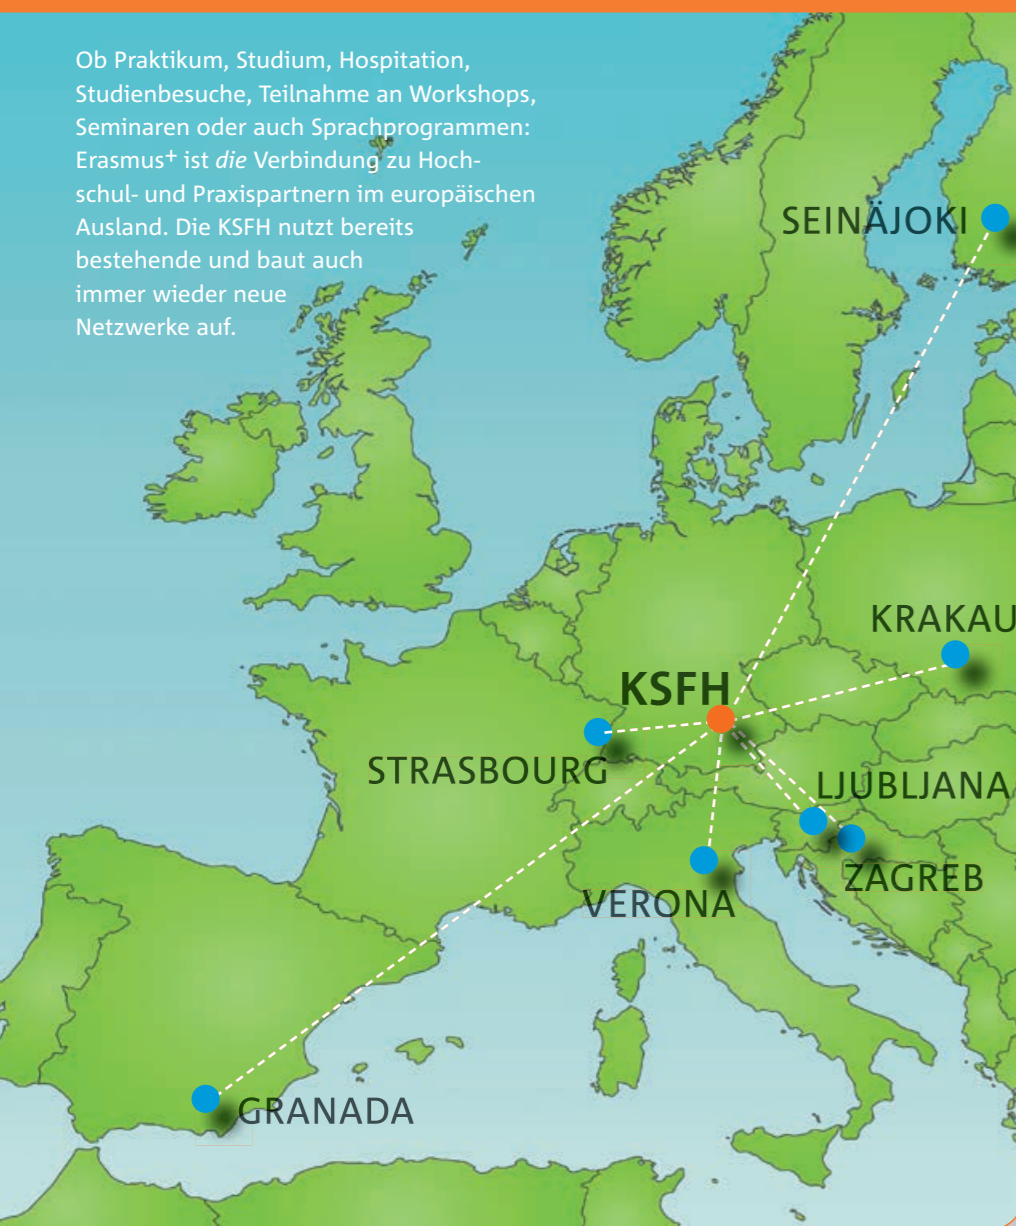 Ob Praktikum, Studium, Hospitation,
Studienbesuche, Teilnahme an Workshops,
Seminaren oder auch Sprachprogrammen:
Erasmus+ ist die Verbindung zu Hoch-
schul- und Praxispartnern im europäischen
Ausland. Die KSFH nutzt bereits
bestehende und baut auch
immer wieder neue
Netzwerke auf.
SEINÄJOKI
KRAKAU
KSFH
STRASBOURG
LJUBLJANA
ZAGREB
VERONA
GRANADA